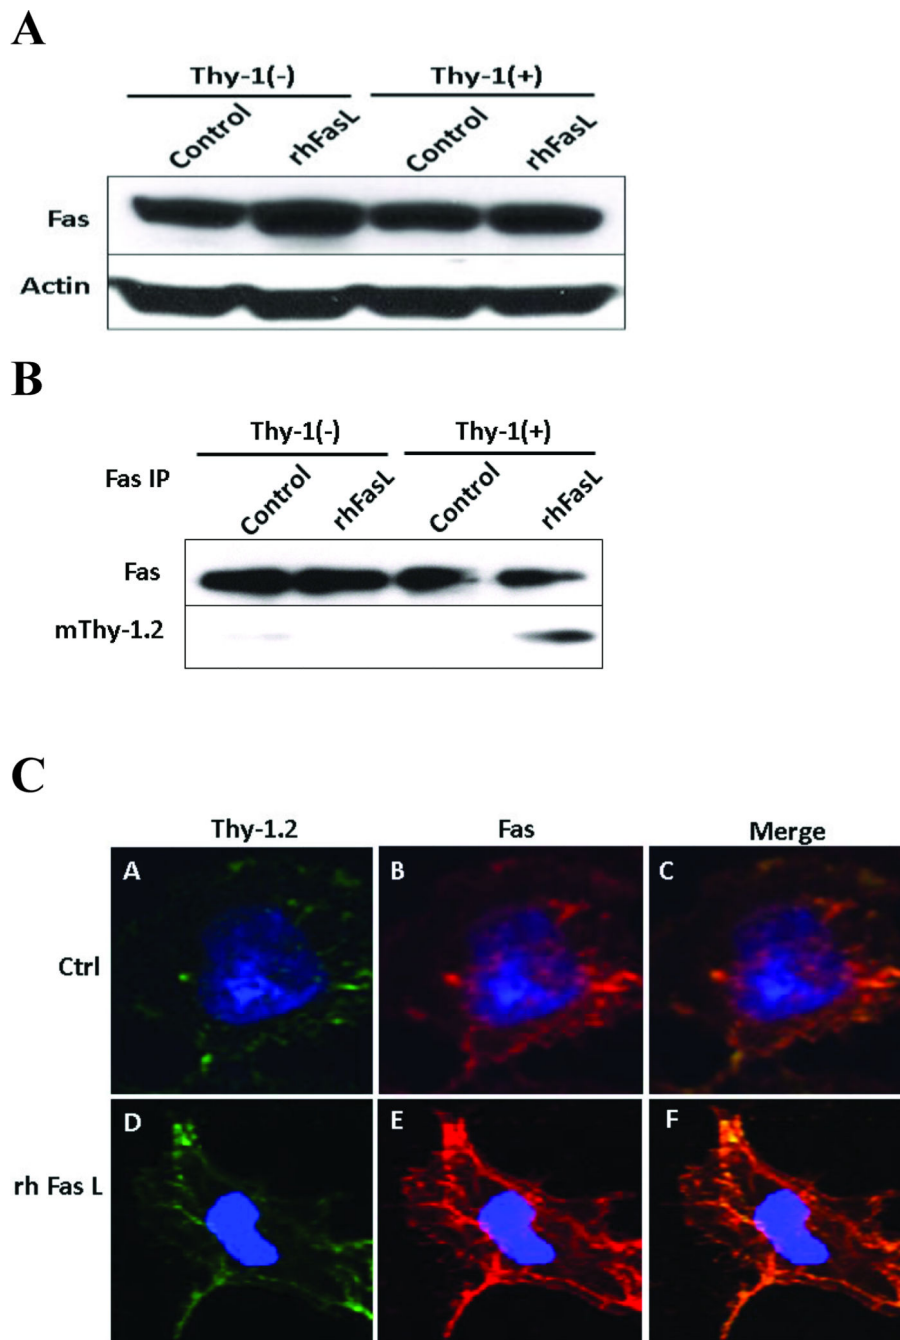 A
Thy-1(-) Thy-1(+)
Control rhFasL Control rhFasL
Fas
Actin
B
Thy-1(-) Thy-1(+)
Fas IP Control rhFasL Control rhFasL
Fas
mThy-1.2
C
Thy-1.2 Fas Merge
A B C
Ctrl
D E F
rh Fas L